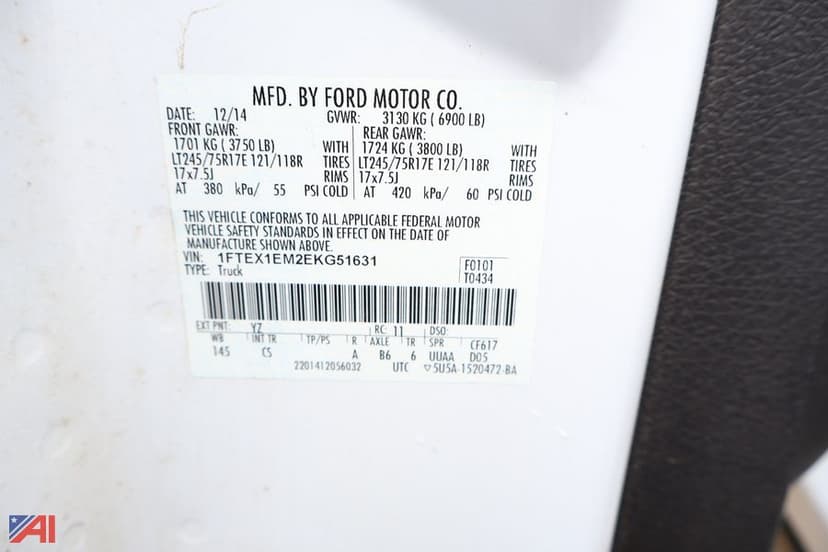 MFD. BY FORD MOTOR CO.
DATE: 12/14 GVWR: 3130 KG ( 6900 LB)
FRONT GAWR: REAR GAWR:
1701 KG ( 3750 LB) WITH 1724 KG ( 3800 LB) WITH
LT245/75R17E 121/118R TIRES LT245/75R17E 121/118R TIRES
17x7.5J RIMS 17x7.5J RIMS
AT 380 kPa/ 55 PSI COLD AT 420 kPa/ 60 PSI COLD
THIS VEHICLE CONFORMS TO ALL APPLICABLE FEDERAL MOTOR
VEHICLE SAFETY STANDARDS IN EFFECT ON THE DATE OF
MANUFACTURE SHOWN ABOVE.
VIN: 1FTEX1EM2EKG51631 F0101
TYPE: Truck T0434
EXT PNT: YZ RC: 11 DSO:
WB INT TR TP/PS R AXLE TR SPR CF617
145 CS A B6 6 UUAA D05
2201412056032 UTC ▽5U5A-1520472-BA
AI